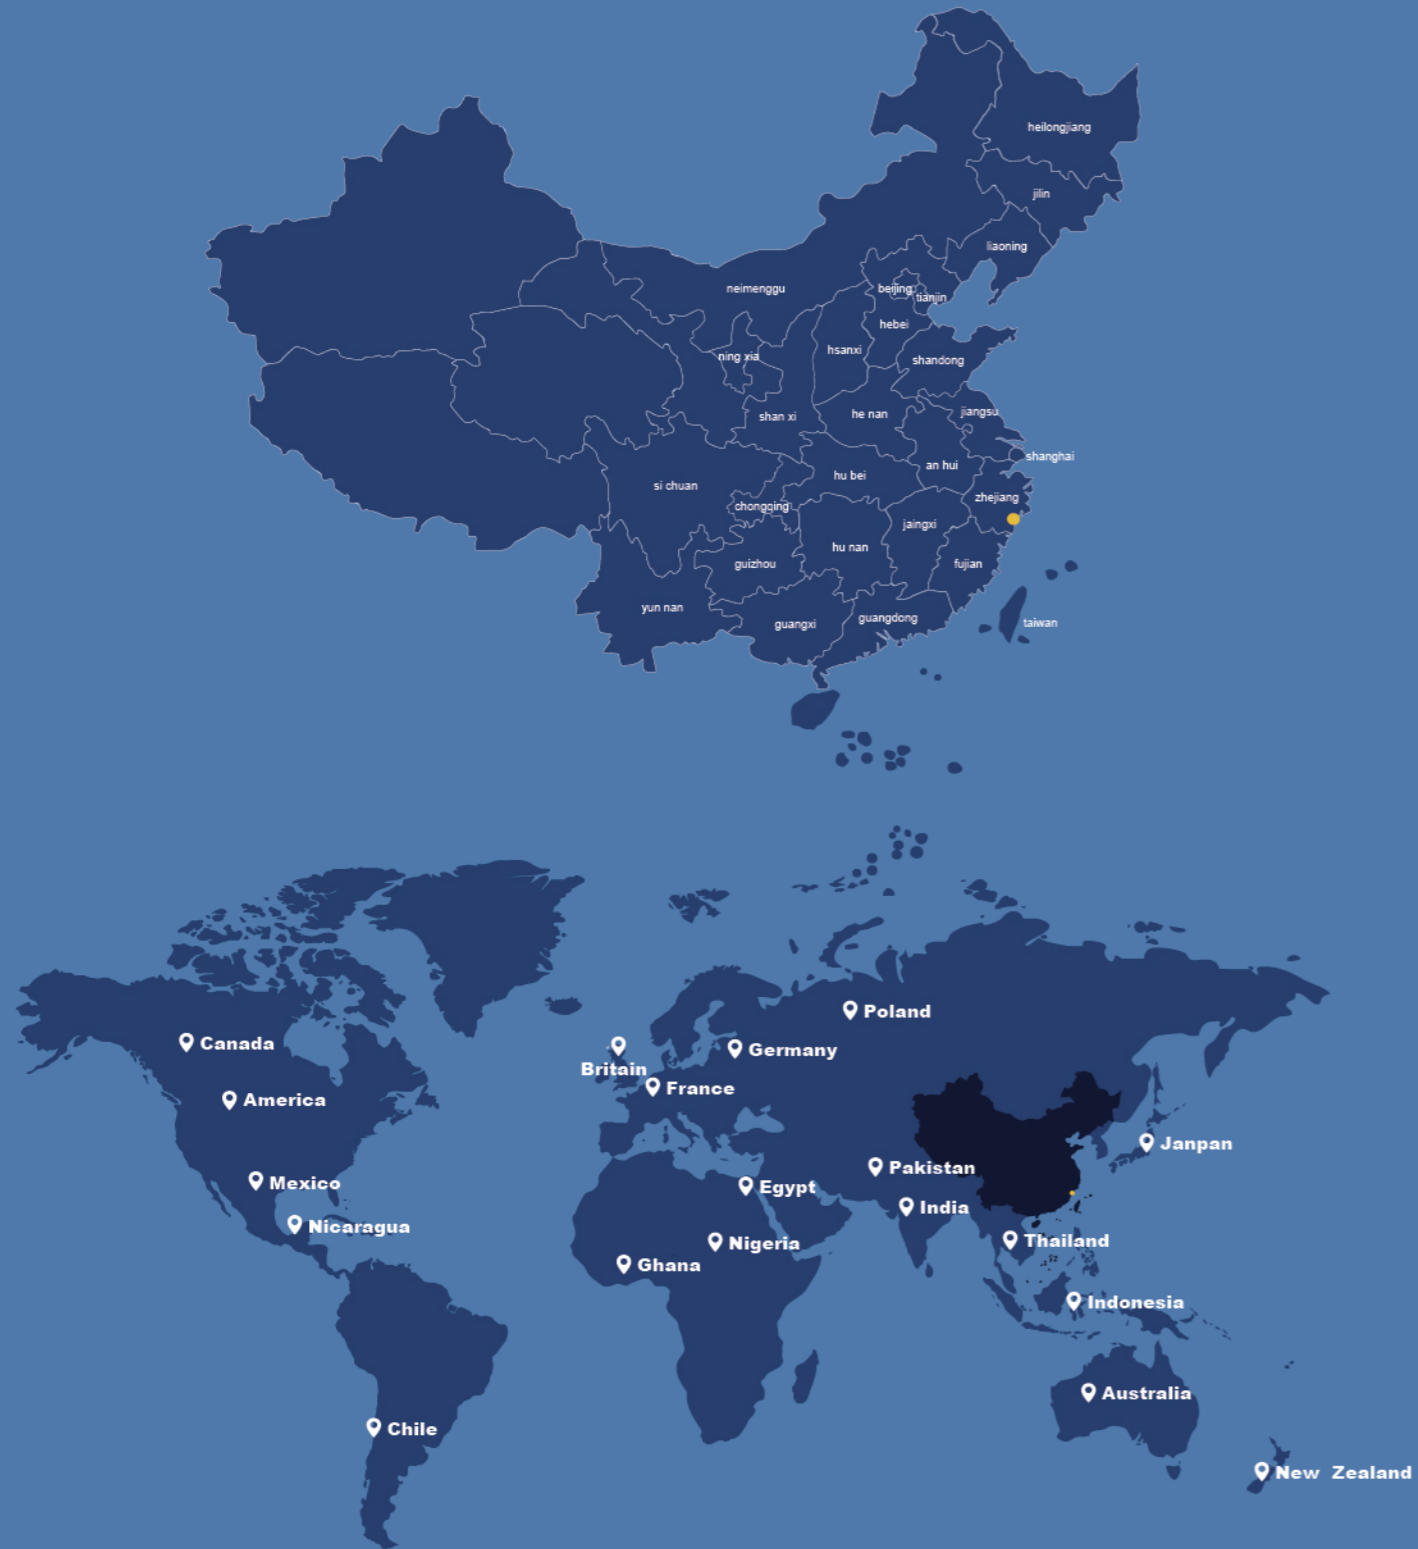 heilongjiang
jilin
liaoning
neimenggu
beijing
tianjin
hebei
ning xia
hsanxi
shandong
shan xi
he nan
jiangsu
shanghai
an hui
hu bei
si chuan
zhejiang
chongqing
jaingxi
hu nan
guizhou
fujian
yun nan
guangxi
guangdong
taiwan
Poland
Canada
Germany
Britain
France
America
Janpan
Pakistan
Mexico
Egypt
India
Nicaragua
Nigeria
Thailand
Ghana
Indonesia
Australia
Chile
New Zealand